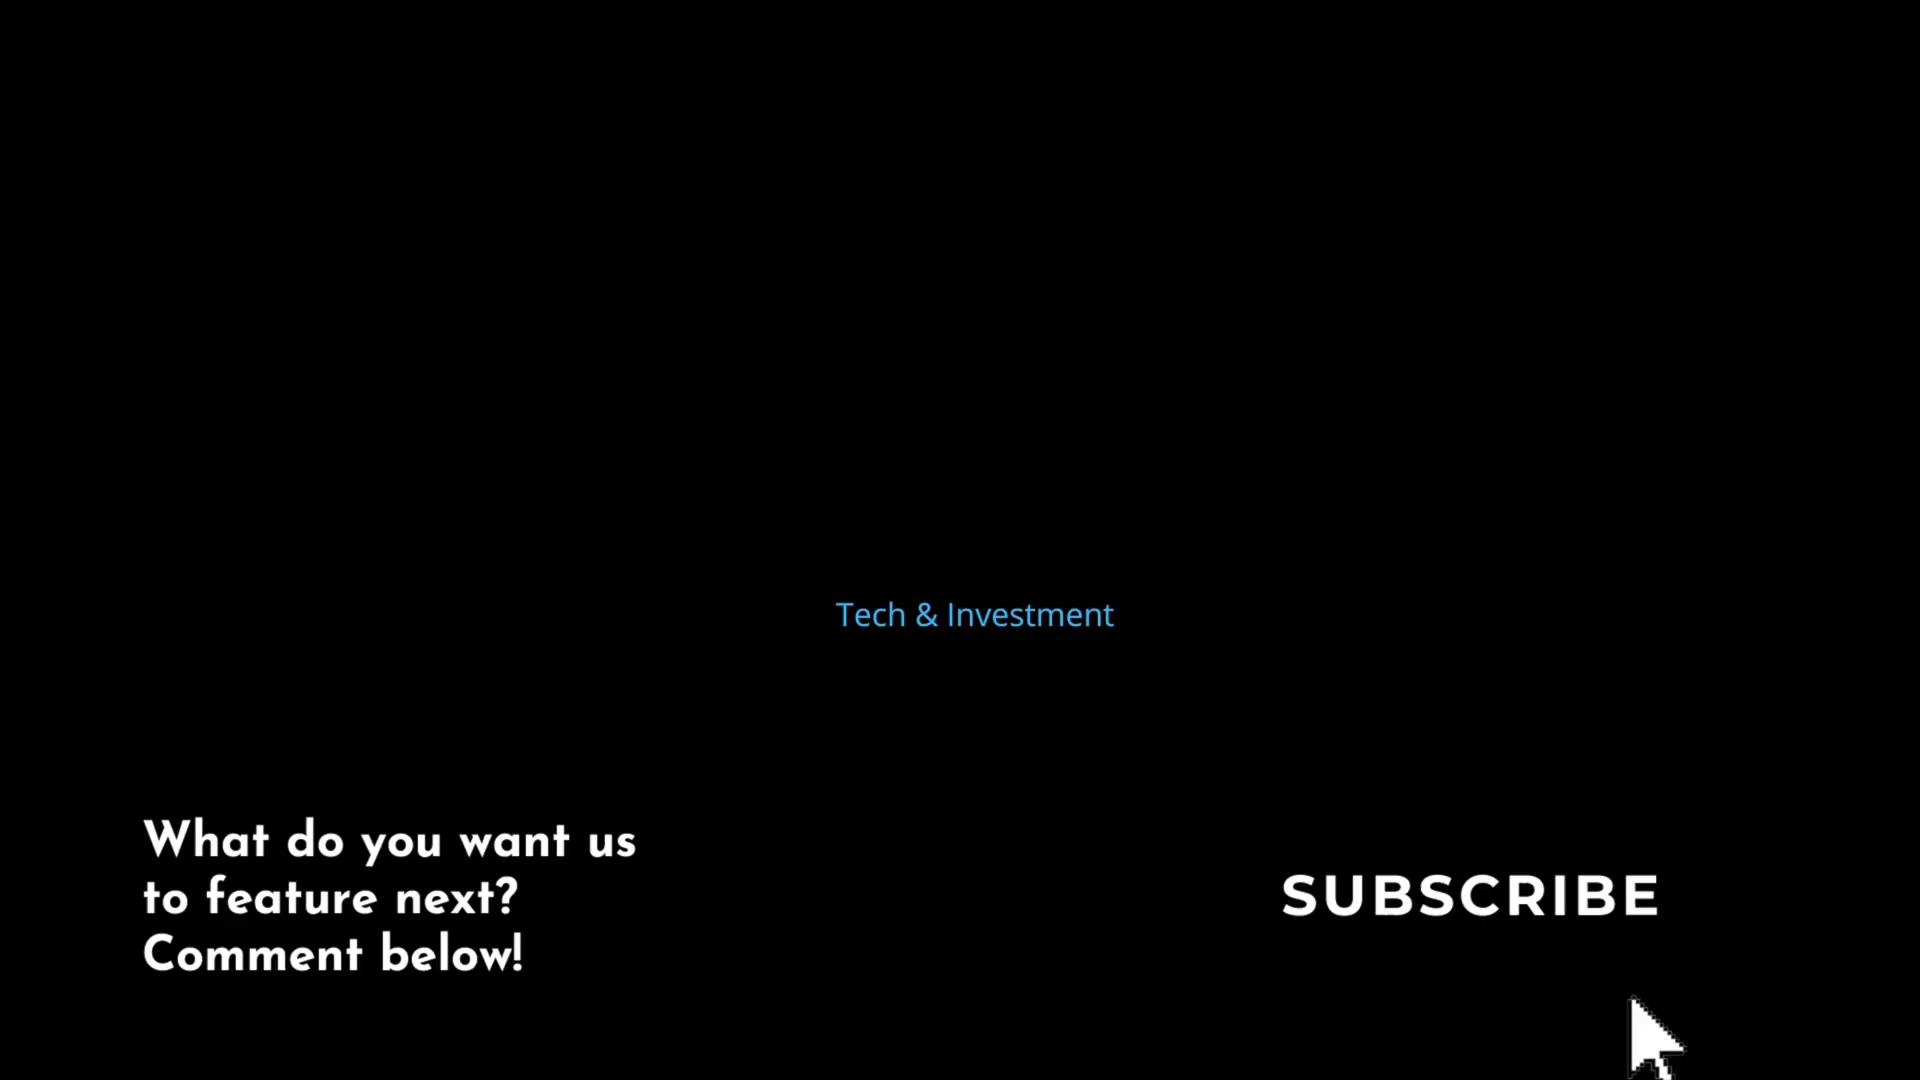 Tech & Investment
What do you want us
to feature next?
Comment below!
SUBSCRIBE